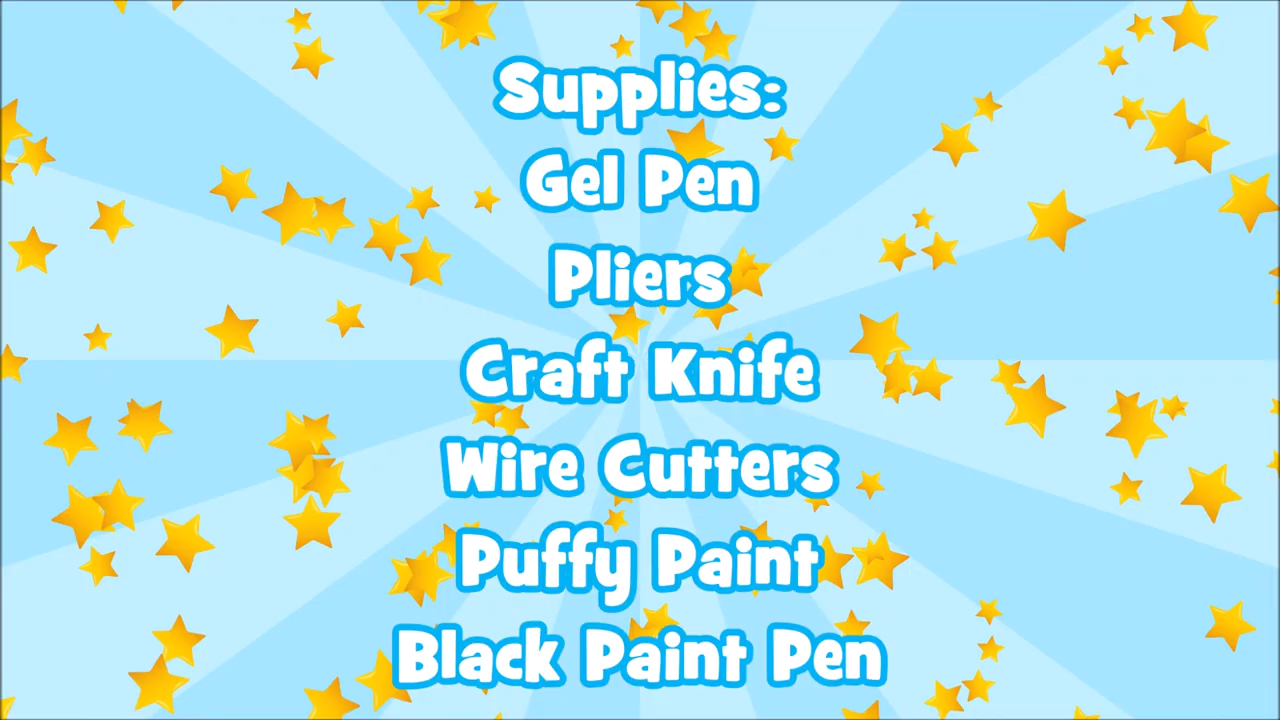 Supplies:
Gel Pen
Pliers
Craft Knife
Wire Cutters
Puffy Paint
Black Paint Pen